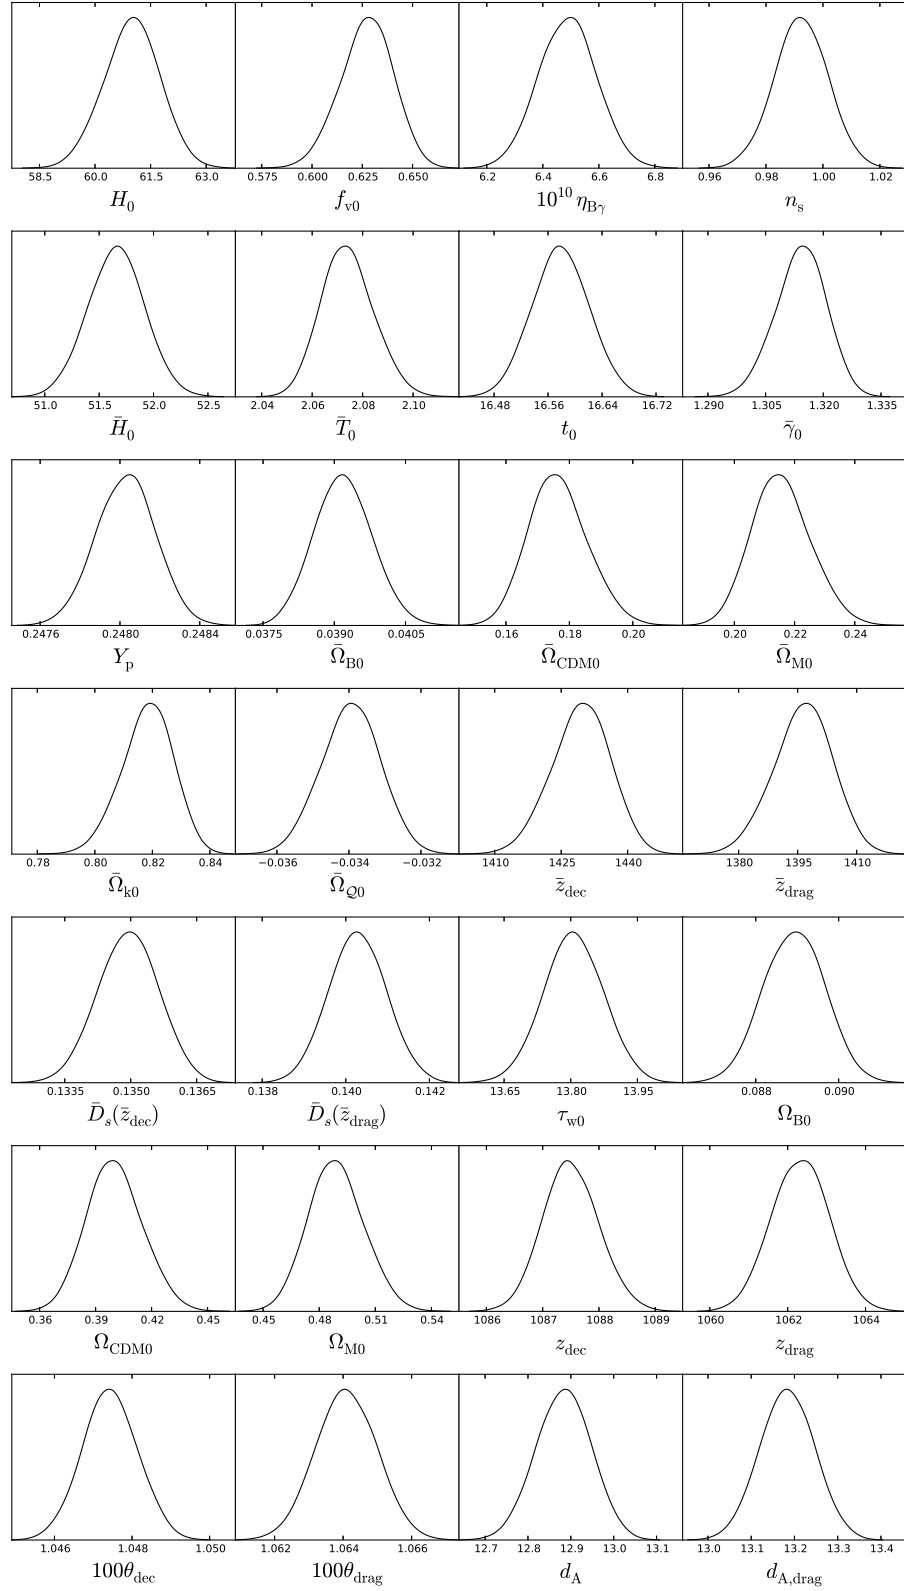 58.5 60.0 61.5 63.0 0.575 0.600 0.625 0.650 6.2 6.4 6.6 6.8 0.96 0.98 1.00 1.02
H₀ f_v0 10¹⁰ η_Bγ n_s
51.0 51.5 52.0 52.5 2.04 2.06 2.08 2.10 16.48 16.56 16.64 16.72 1.290 1.305 1.320 1.335
H̄₀ T̄₀ t₀ γ̄₀
0.2476 0.2480 0.2484 0.0375 0.0390 0.0405 0.16 0.18 0.20 0.20 0.22 0.24
Y_p Ω̄_B0 Ω̄_CDM0 Ω̄_M0
0.78 0.80 0.82 0.84 −0.036 −0.034 −0.032 1410 1425 1440 1380 1395 1410
Ω̄_k0 Ω̄_𝒬0 z̄_dec z̄_drag
0.1335 0.1350 0.1365 0.138 0.140 0.142 13.65 13.80 13.95 0.088 0.090
D̄_s(z̄_dec) D̄_s(z̄_drag) τ_w0 Ω_B0
0.36 0.39 0.42 0.45 0.45 0.48 0.51 0.54 1086 1087 1088 1089 1060 1062 1064
Ω_CDM0 Ω_M0 z_dec z_drag
1.046 1.048 1.050 1.062 1.064 1.066 12.7 12.8 12.9 13.0 13.1 13.0 13.1 13.2 13.3 13.4
100θ_dec 100θ_drag d_A d_A,drag